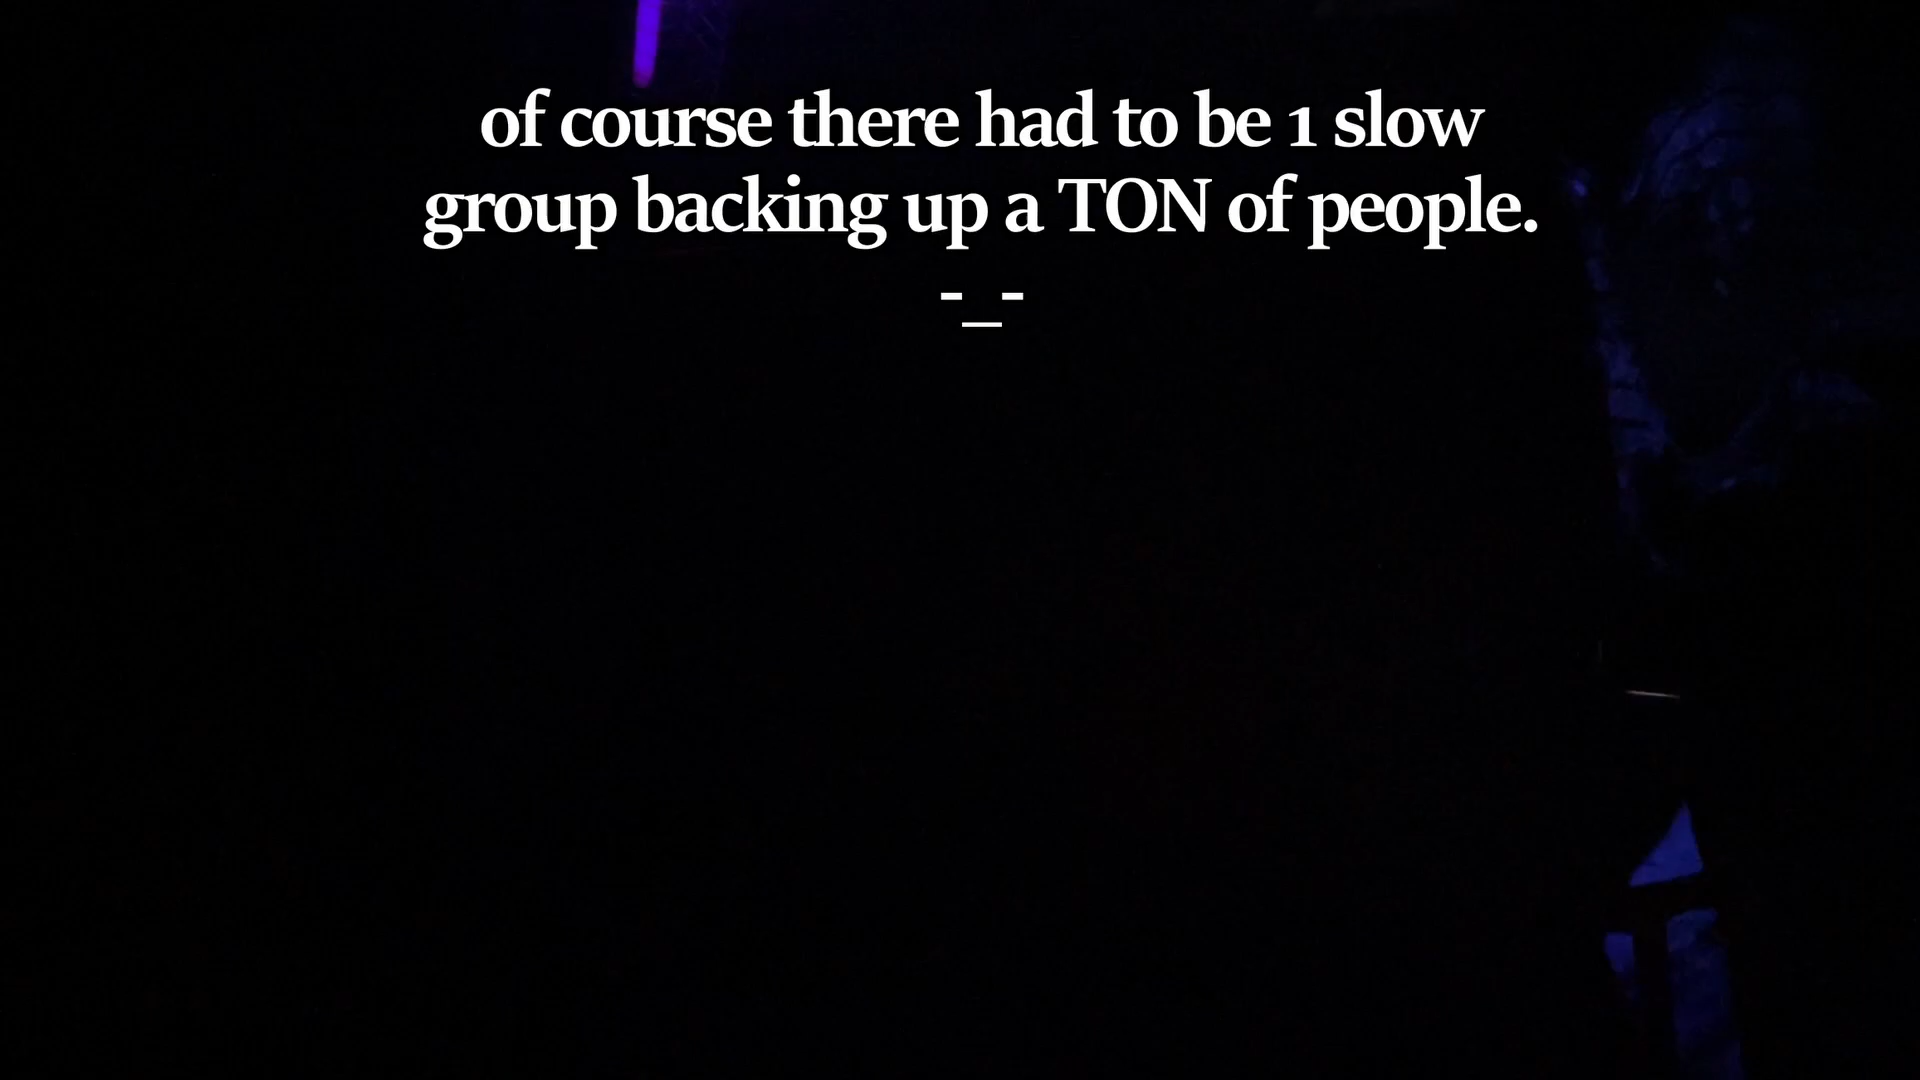 of course there had to be 1 slow
group backing up a TON of people.
-_-